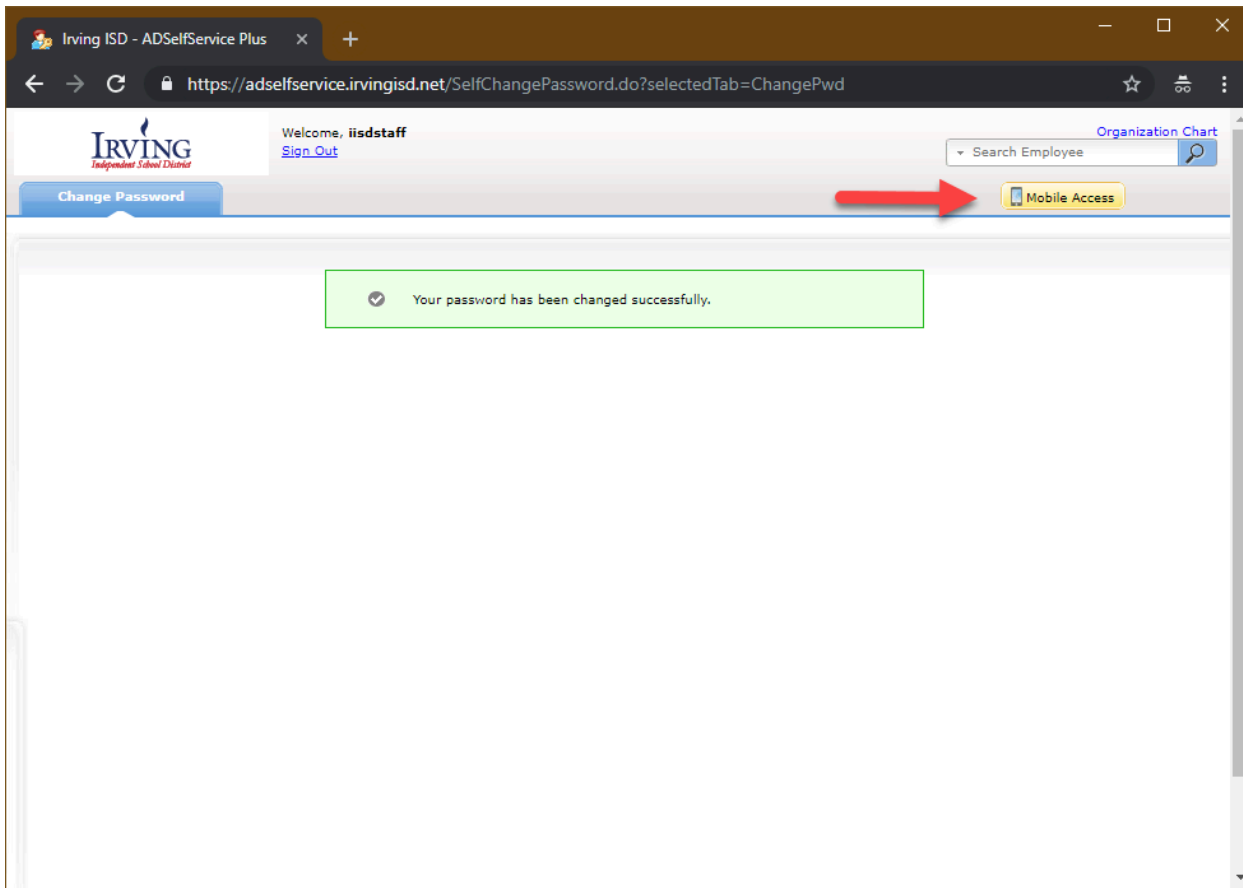 Irving ISD - ADSelfService Plus
https://adselfservice.irvingisd.net/SelfChangePassword.do?selectedTab=ChangePwd
IRVING
Independent School District
Welcome, iisdstaff
Sign Out
Organization Chart
Search Employee
Change Password
Mobile Access
Your password has been changed successfully.